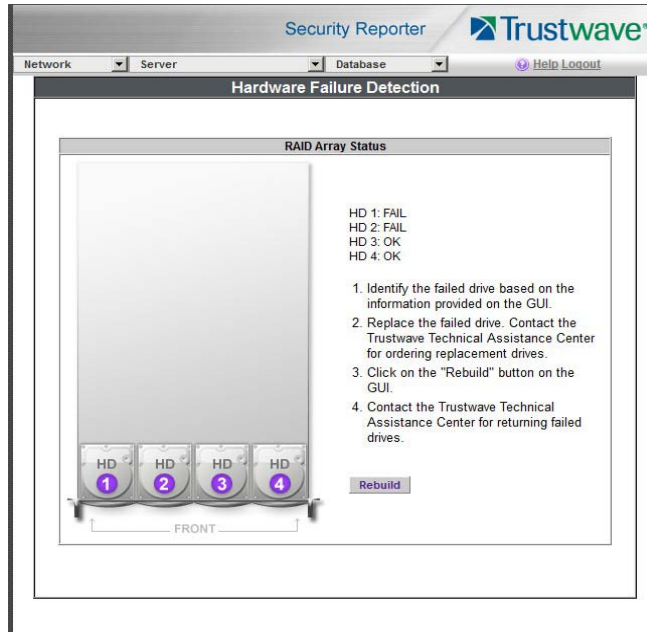 Security Reporter
Trustwave
Network
Server
Database
Help Logout
Hardware Failure Detection
RAID Array Status
HD 1: FAIL
HD 2: FAIL
HD 3: OK
HD 4: OK
1. Identify the failed drive based on the
information provided on the GUI.
2. Replace the failed drive. Contact the
Trustwave Technical Assistance Center
for ordering replacement drives.
3. Click on the "Rebuild" button on the
GUI.
4. Contact the Trustwave Technical
Assistance Center for returning failed
drives.
Rebuild
HD HD HD HD
1 2 3 4
FRONT